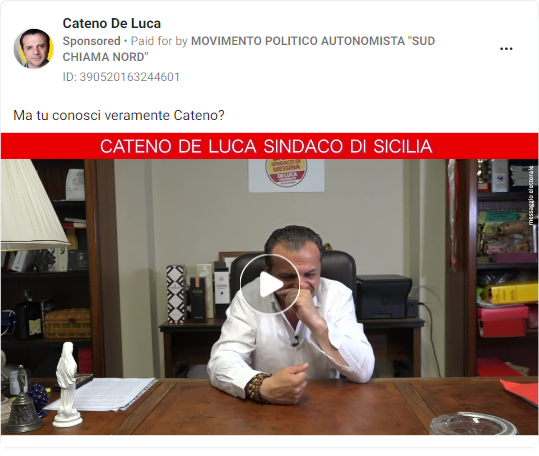 Cateno De Luca
Sponsored • Paid for by MOVIMENTO POLITICO AUTONOMISTA "SUD
CHIAMA NORD"
ID: 390520163244601
Ma tu conosci veramente Cateno?
CATENO DE LUCA SINDACO DI SICILIA
SINDACO DI
MESSINA
DE LUCA
messaggio elettorale